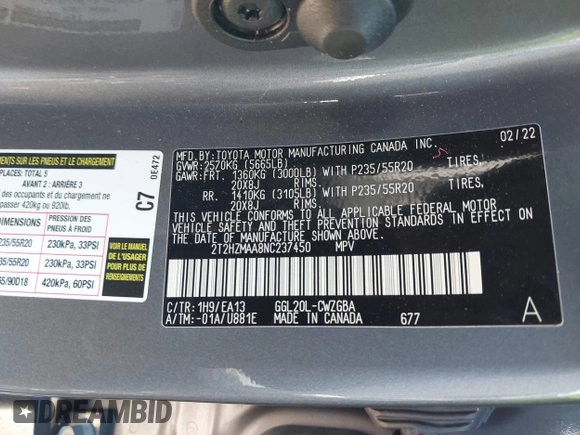 EMENTS SUR LES PNEUS ET LE CHARGEMENT
PLACES: TOTAL 5
AVANT 2 : ARRIÈRE 3
des occupants et du chargement ne
dépasser 420kg ou 920lb.
DIMENSIONS PRESSION DES PNEUS À FROID
235/55R20 230kPa, 33PSI
235/55R20 230kPa, 33PSI
65/90D18 420kPa, 60PSI
VOIR LE MANUEL
DE L'USAGER
POUR PLUS DE
RENSEIGNEMENTS
C7
0E472
MFD. BY:TOYOTA MOTOR MANUFACTURING CANADA INC. 02/22
GVWR:2570KG (5665LB)
GAWR:FRT. 1360KG (3000LB) WITH P235/55R20 TIRES,
20X8J RIMS.
RR. 1410KG (3105LB) WITH P235/55R20 TIRES,
20X8J RIMS.
THIS VEHICLE CONFORMS TO ALL APPLICABLE FEDERAL MOTOR
VEHICLE SAFETY, BUMPER, AND THEFT PREVENTION STANDARDS IN EFFECT
ON THE DATE OF MANUFACTURE SHOWN ABOVE.
2T2HZMAA8NC237450 MPV
C/TR: 1H9/EA13 GGL20L-CWZGBA
A/TM:-01A/U881E MADE IN CANADA 677 A
DREAMBID